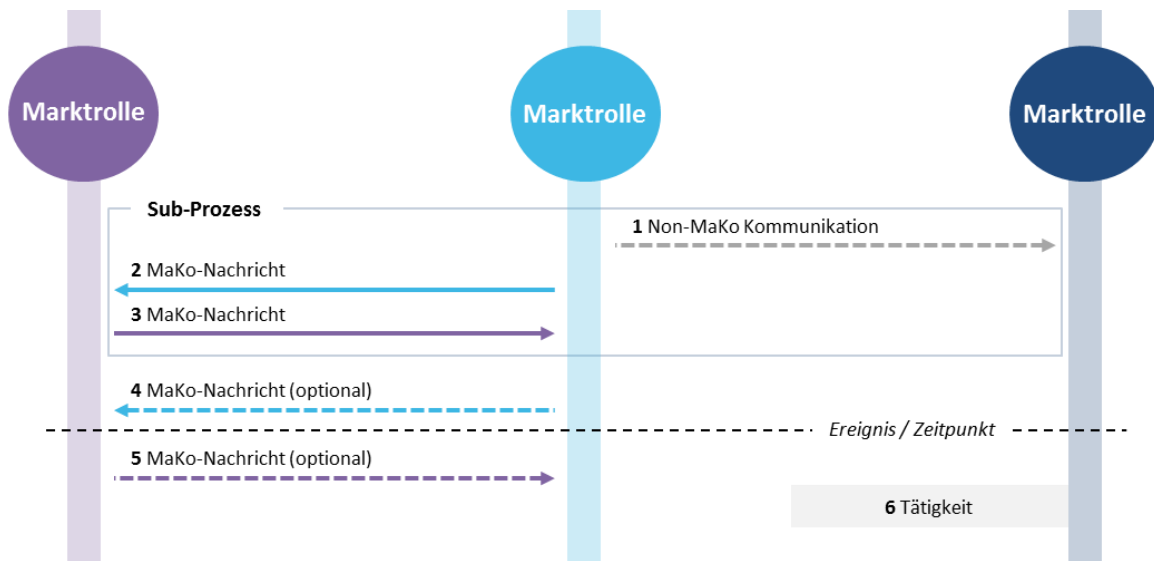 Marktrolle
Marktrolle
Marktrolle
Sub-Prozess
1 Non-MaKo Kommunikation
2 MaKo-Nachricht
3 MaKo-Nachricht
4 MaKo-Nachricht (optional)
Ereignis / Zeitpunkt
5 MaKo-Nachricht (optional)
6 Tätigkeit